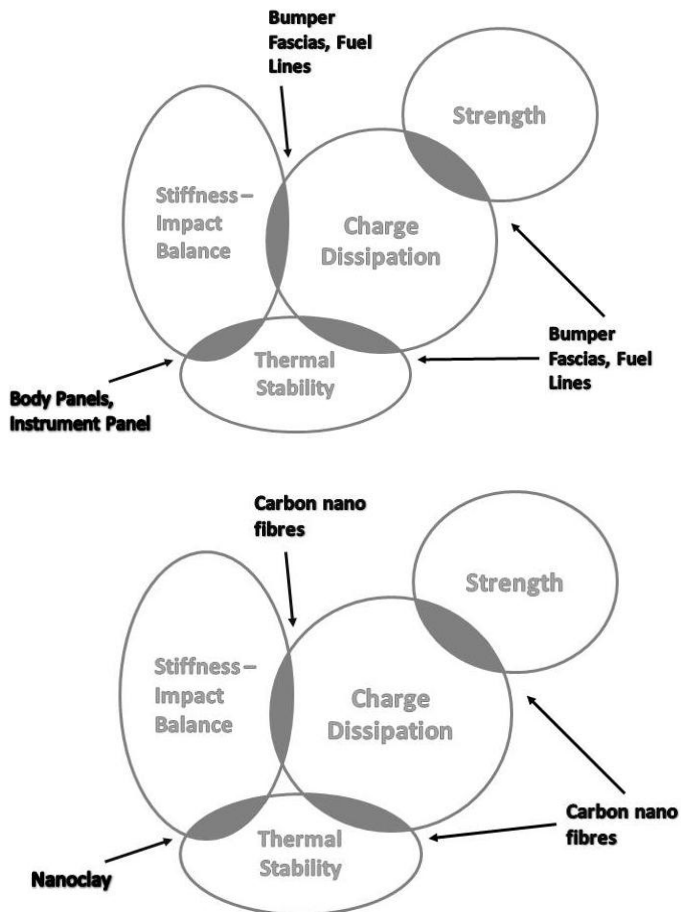 Bumper
Fascias, Fuel
Lines
Strength
Stiffness –
Impact
Balance
Charge
Dissipation
Thermal
Stability
Bumper
Fascias, Fuel
Lines
Body Panels,
Instrument Panel
Carbon nano
fibres
Strength
Stiffness –
Impact
Balance
Charge
Dissipation
Thermal
Stability
Carbon nano
fibres
Nanoclay